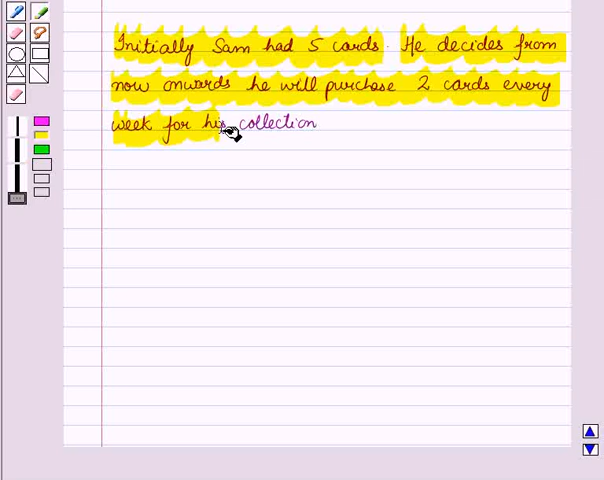 Initially Sam had 5 cards. He decides from
now onwards he will purchase 2 cards every
week for his collection